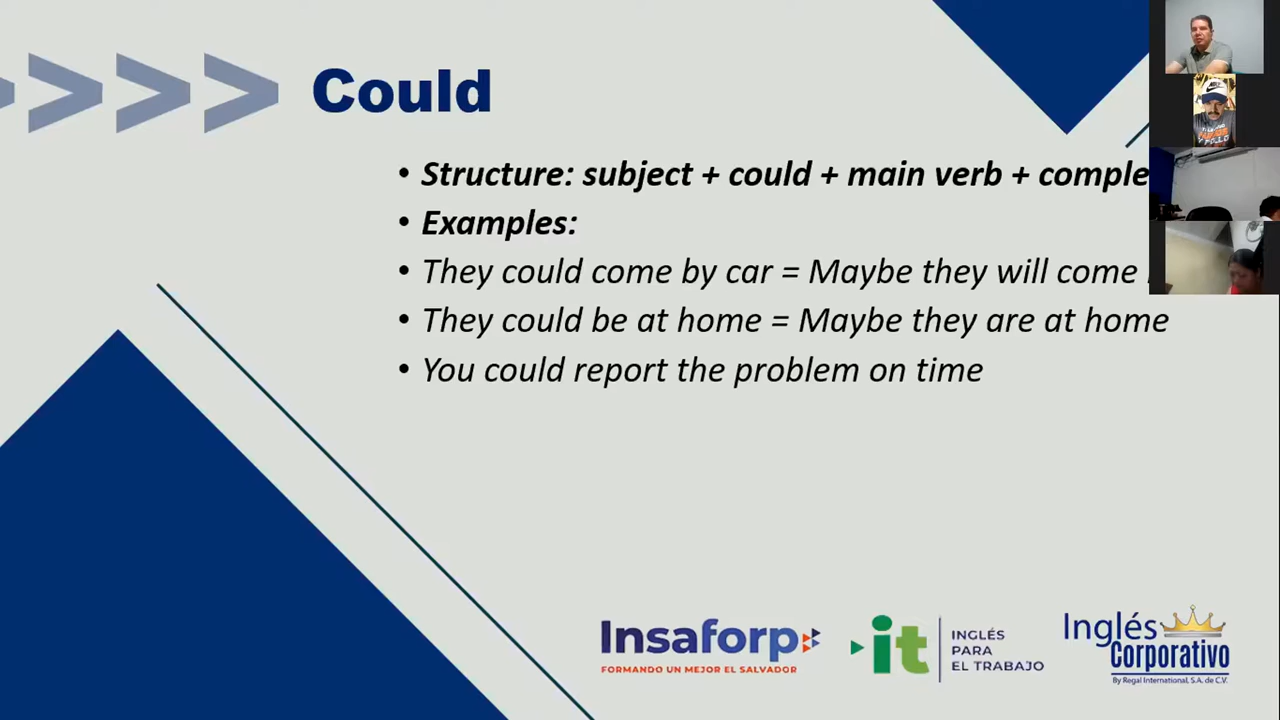 Could
• Structure: subject + could + main verb + comple
• Examples:
• They could come by car = Maybe they will come
• They could be at home = Maybe they are at home
• You could report the problem on time
Insaforp
FORMANDO UN MEJOR EL SALVADOR
it
INGLÉS
PARA
EL TRABAJO
Inglés
Corporativo
By Regal International, S.A. de C.V.